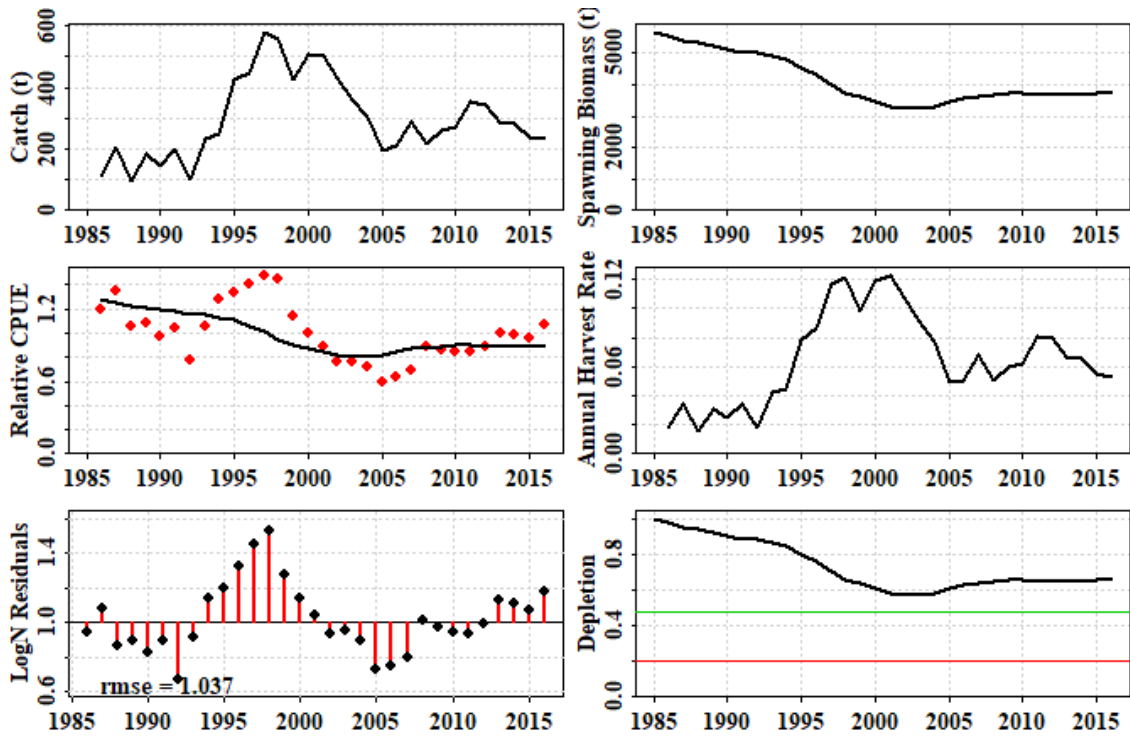 Catch (t)
0 200 400 600
1985 1990 1995 2000 2005 2010 2015
Spawning Biomass (t)
0 2000 5000
1985 1990 1995 2000 2005 2010 2015
Relative CPUE
0.0 0.6 1.2
1985 1990 1995 2000 2005 2010 2015
Annual Harvest Rate
0.00 0.06 0.12
1985 1990 1995 2000 2005 2010 2015
LogN Residuals
0.6 1.0 1.4
rmse = 1.037
1985 1990 1995 2000 2005 2010 2015
Depletion
0.0 0.4 0.8
1985 1990 1995 2000 2005 2010 2015